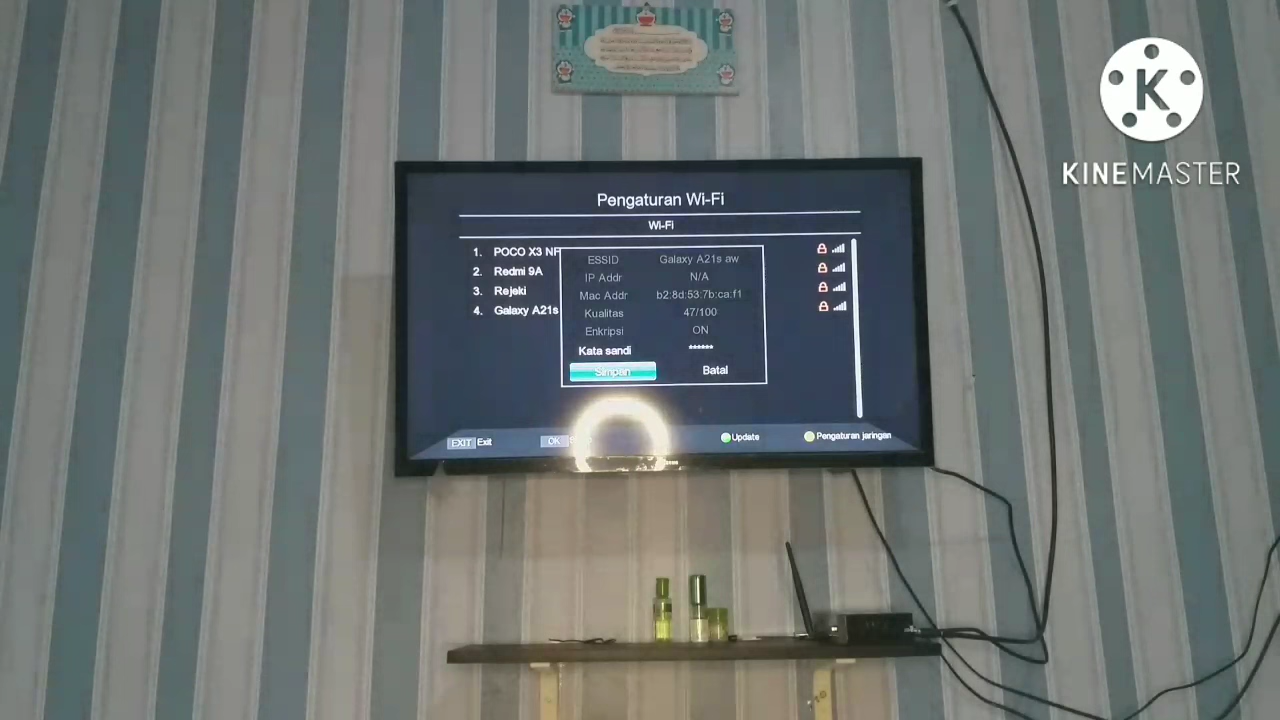 K
KINEMASTER
Pengaturan Wi-Fi
Wi-Fi
1. POCO X3 NF
2. Redmi 9A
3. Rejeki
4. Galaxy A21s
ESSID Galaxy A21s aw
IP Addr N/A
Mac Addr b2:8d:53:7b:ca:f1
Kualitas 47/100
Enkripsi ON
Kata sandi ******
Simpan Batal
EXIT Exit OK Update Pengaturan jaringan